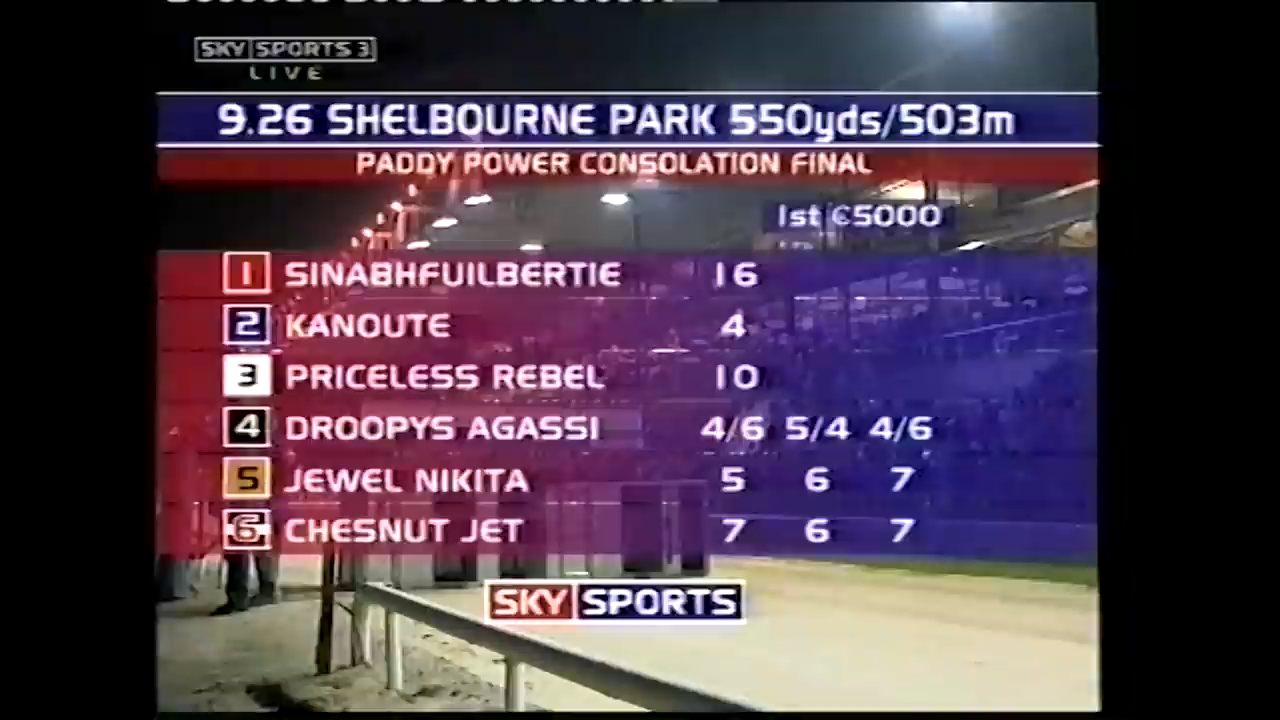 SKY SPORTS 3
LIVE
9.26 SHELBOURNE PARK 550yds/503m
PADDY POWER CONSOLATION FINAL
1st €5000
1 SINABHFUILBERTIE 16
2 KANOUTE 4
3 PRICELESS REBEL 10
4 DROOPYS AGASSI 4/6 5/4 4/6
5 JEWEL NIKITA 5 6 7
6 CHESNUT JET 7 6 7
SKY SPORTS